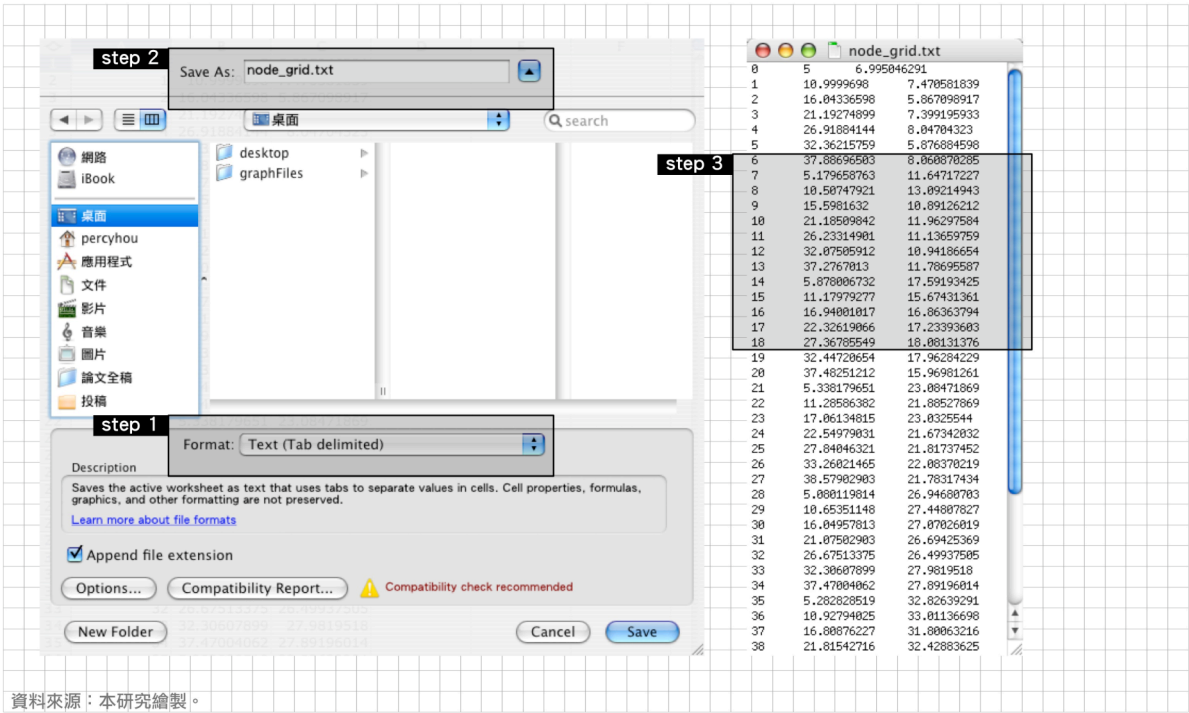 step 2
Save As: node_grid.txt
桌面
search
網路
iBook
桌面
percyhou
應用程式
文件
影片
音樂
圖片
論文全稿
投稿
desktop
graphFiles
step 1
Format: Text (Tab delimited)
Description
Saves the active worksheet as text that uses tabs to separate values in cells. Cell properties, formulas,
graphics, and other formatting are not preserved.
Learn more about file formats
Append file extension
Options...
Compatibility Report...
Compatibility check recommended
New Folder
Cancel
Save
node_grid.txt
step 3
0 5 6.995046291
1 10.9999698 7.470581839
2 16.04336598 5.867098917
3 21.19274899 7.399195933
4 26.91884144 8.04704323
5 32.36215759 5.876884598
6 37.88696503 8.060870285
7 5.179658763 11.64717227
8 10.50747921 13.09214943
9 15.5981632 10.89126212
10 21.18509842 11.96297584
11 26.23314901 11.13659759
12 32.07505912 10.94186654
13 37.2767013 11.78695587
14 5.878006732 17.59193425
15 11.17979277 15.67431361
16 16.94001017 16.86363794
17 22.32619066 17.23393603
18 27.36785549 18.08131376
19 32.44720654 17.96284229
20 37.48251212 15.96981261
21 5.338179651 23.08471869
22 11.28586382 21.88527869
23 17.06134815 23.0325544
24 22.54979031 21.67342032
25 27.84046321 21.81737452
26 33.26021465 22.08370219
27 38.57902903 21.78317434
28 5.080119814 26.94680703
29 10.65351148 27.44807827
30 16.04957813 27.07026019
31 21.07502903 26.69425369
32 26.67513375 26.49937505
33 32.30607899 27.9819518
34 37.47004062 27.89196014
35 5.282828519 32.82639291
36 10.92794025 33.01136698
37 16.80876227 31.80063216
38 21.81542716 32.42883625
資料來源：本研究繪製。